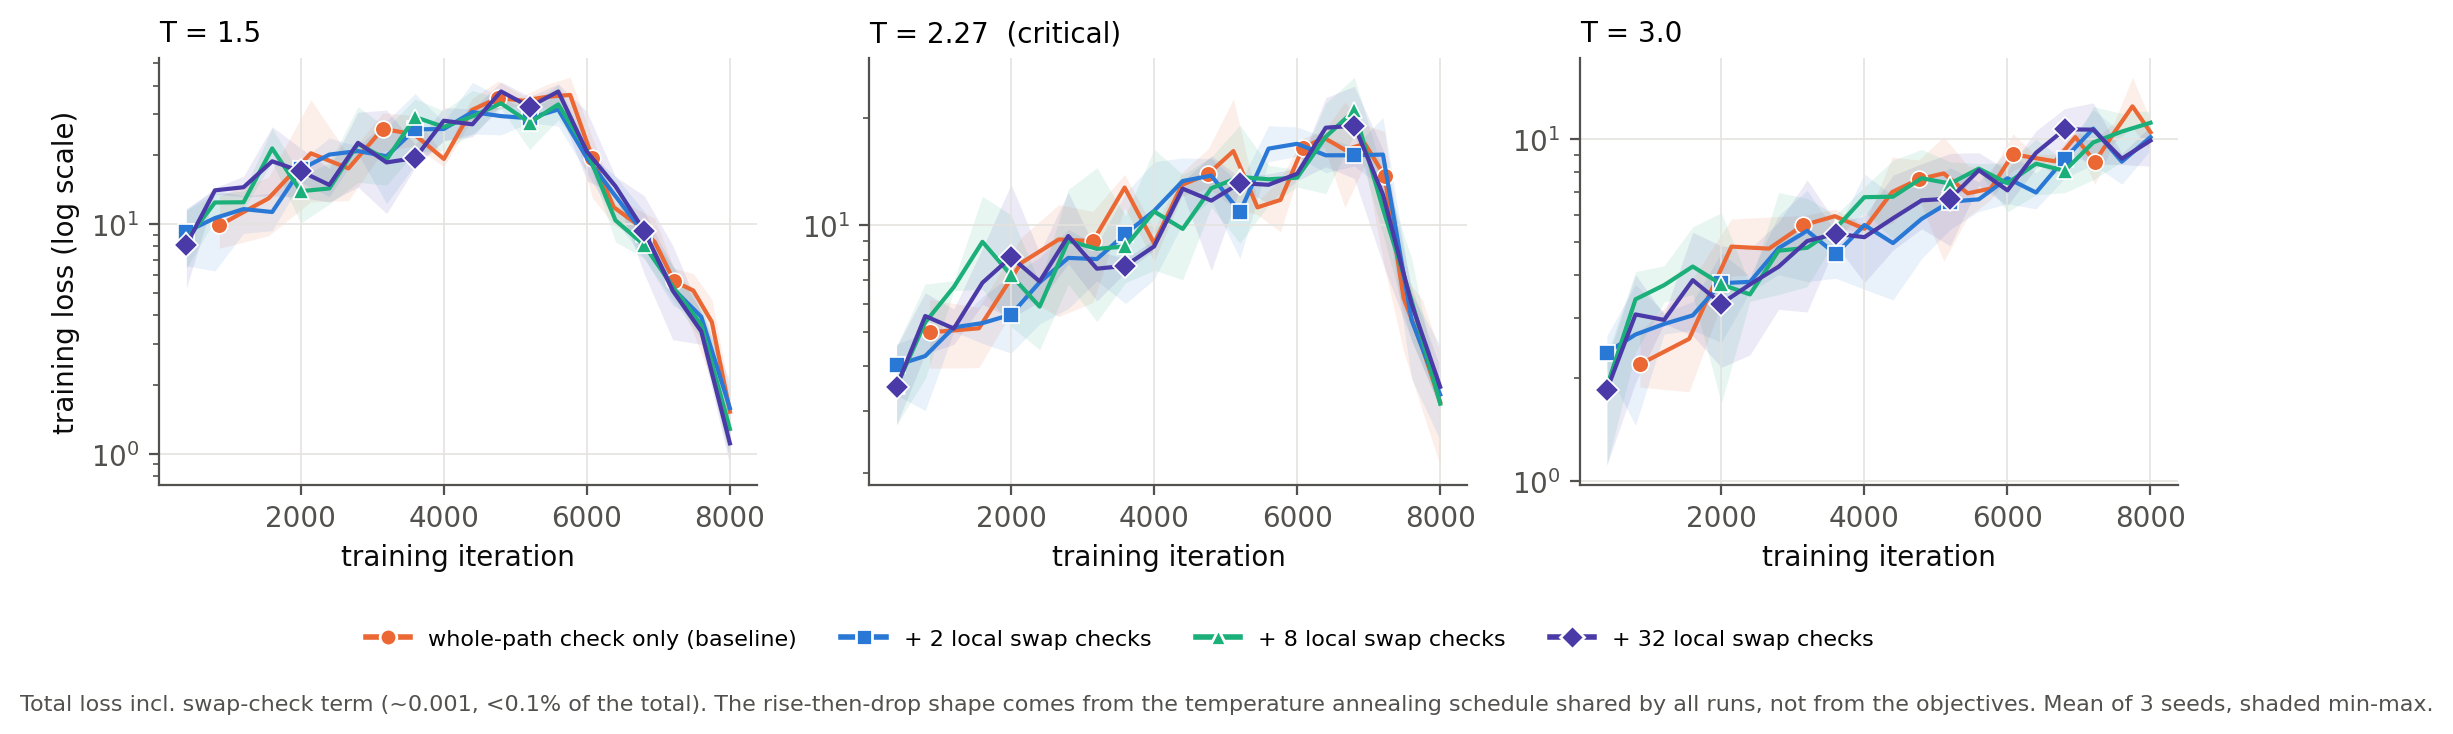 T = 1.5
T = 2.27 (critical)
T = 3.0
training loss (log scale)
10¹
10⁰
2000 4000 6000 8000
training iteration
10¹
2000 4000 6000 8000
training iteration
10¹
10⁰
2000 4000 6000 8000
training iteration
whole-path check only (baseline)
+ 2 local swap checks
+ 8 local swap checks
+ 32 local swap checks
Total loss incl. swap-check term (~0.001, <0.1% of the total). The rise-then-drop shape comes from the temperature annealing schedule shared by all runs, not from the objectives. Mean of 3 seeds, shaded min-max.